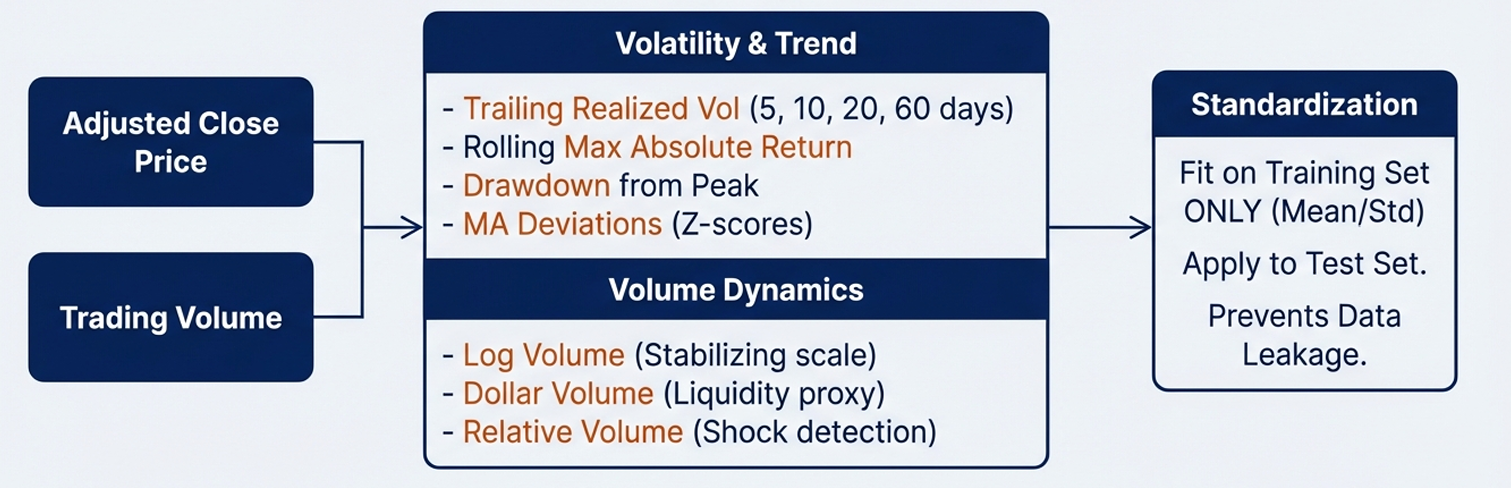 Adjusted Close
Price
Trading Volume
Volatility & Trend
- Trailing Realized Vol (5, 10, 20, 60 days)
- Rolling Max Absolute Return
- Drawdown from Peak
- MA Deviations (Z-scores)
Volume Dynamics
- Log Volume (Stabilizing scale)
- Dollar Volume (Liquidity proxy)
- Relative Volume (Shock detection)
Standardization
Fit on Training Set
ONLY (Mean/Std)
Apply to Test Set.
Prevents Data
Leakage.